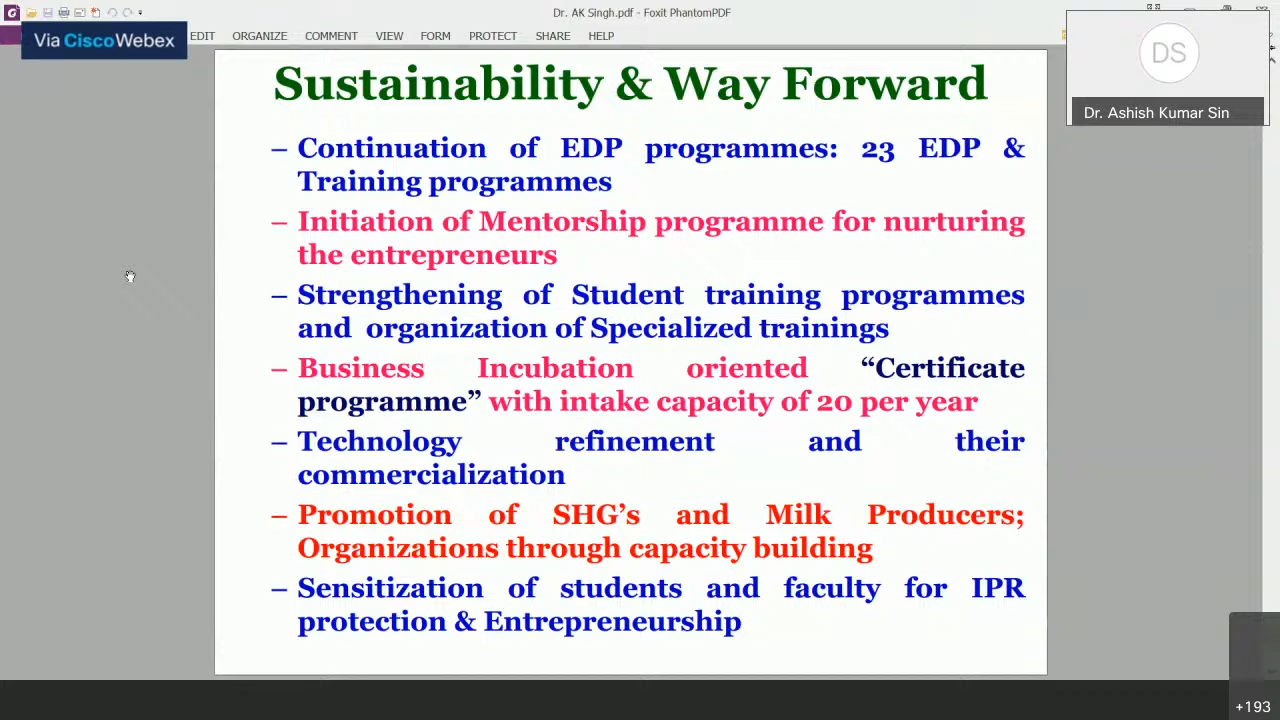 Dr. AK Singh.pdf - Foxit PhantomPDF
Via CiscoWebex
EDIT ORGANIZE COMMENT VIEW FORM PROTECT SHARE HELP
DS
Dr. Ashish Kumar Sin
Sustainability & Way Forward
– Continuation of EDP programmes: 23 EDP &
Training programmes
– Initiation of Mentorship programme for nurturing
the entrepreneurs
– Strengthening of Student training programmes
and organization of Specialized trainings
– Business Incubation oriented “Certificate
programme” with intake capacity of 20 per year
– Technology refinement and their
commercialization
– Promotion of SHG’s and Milk Producers;
Organizations through capacity building
– Sensitization of students and faculty for IPR
protection & Entrepreneurship
+193